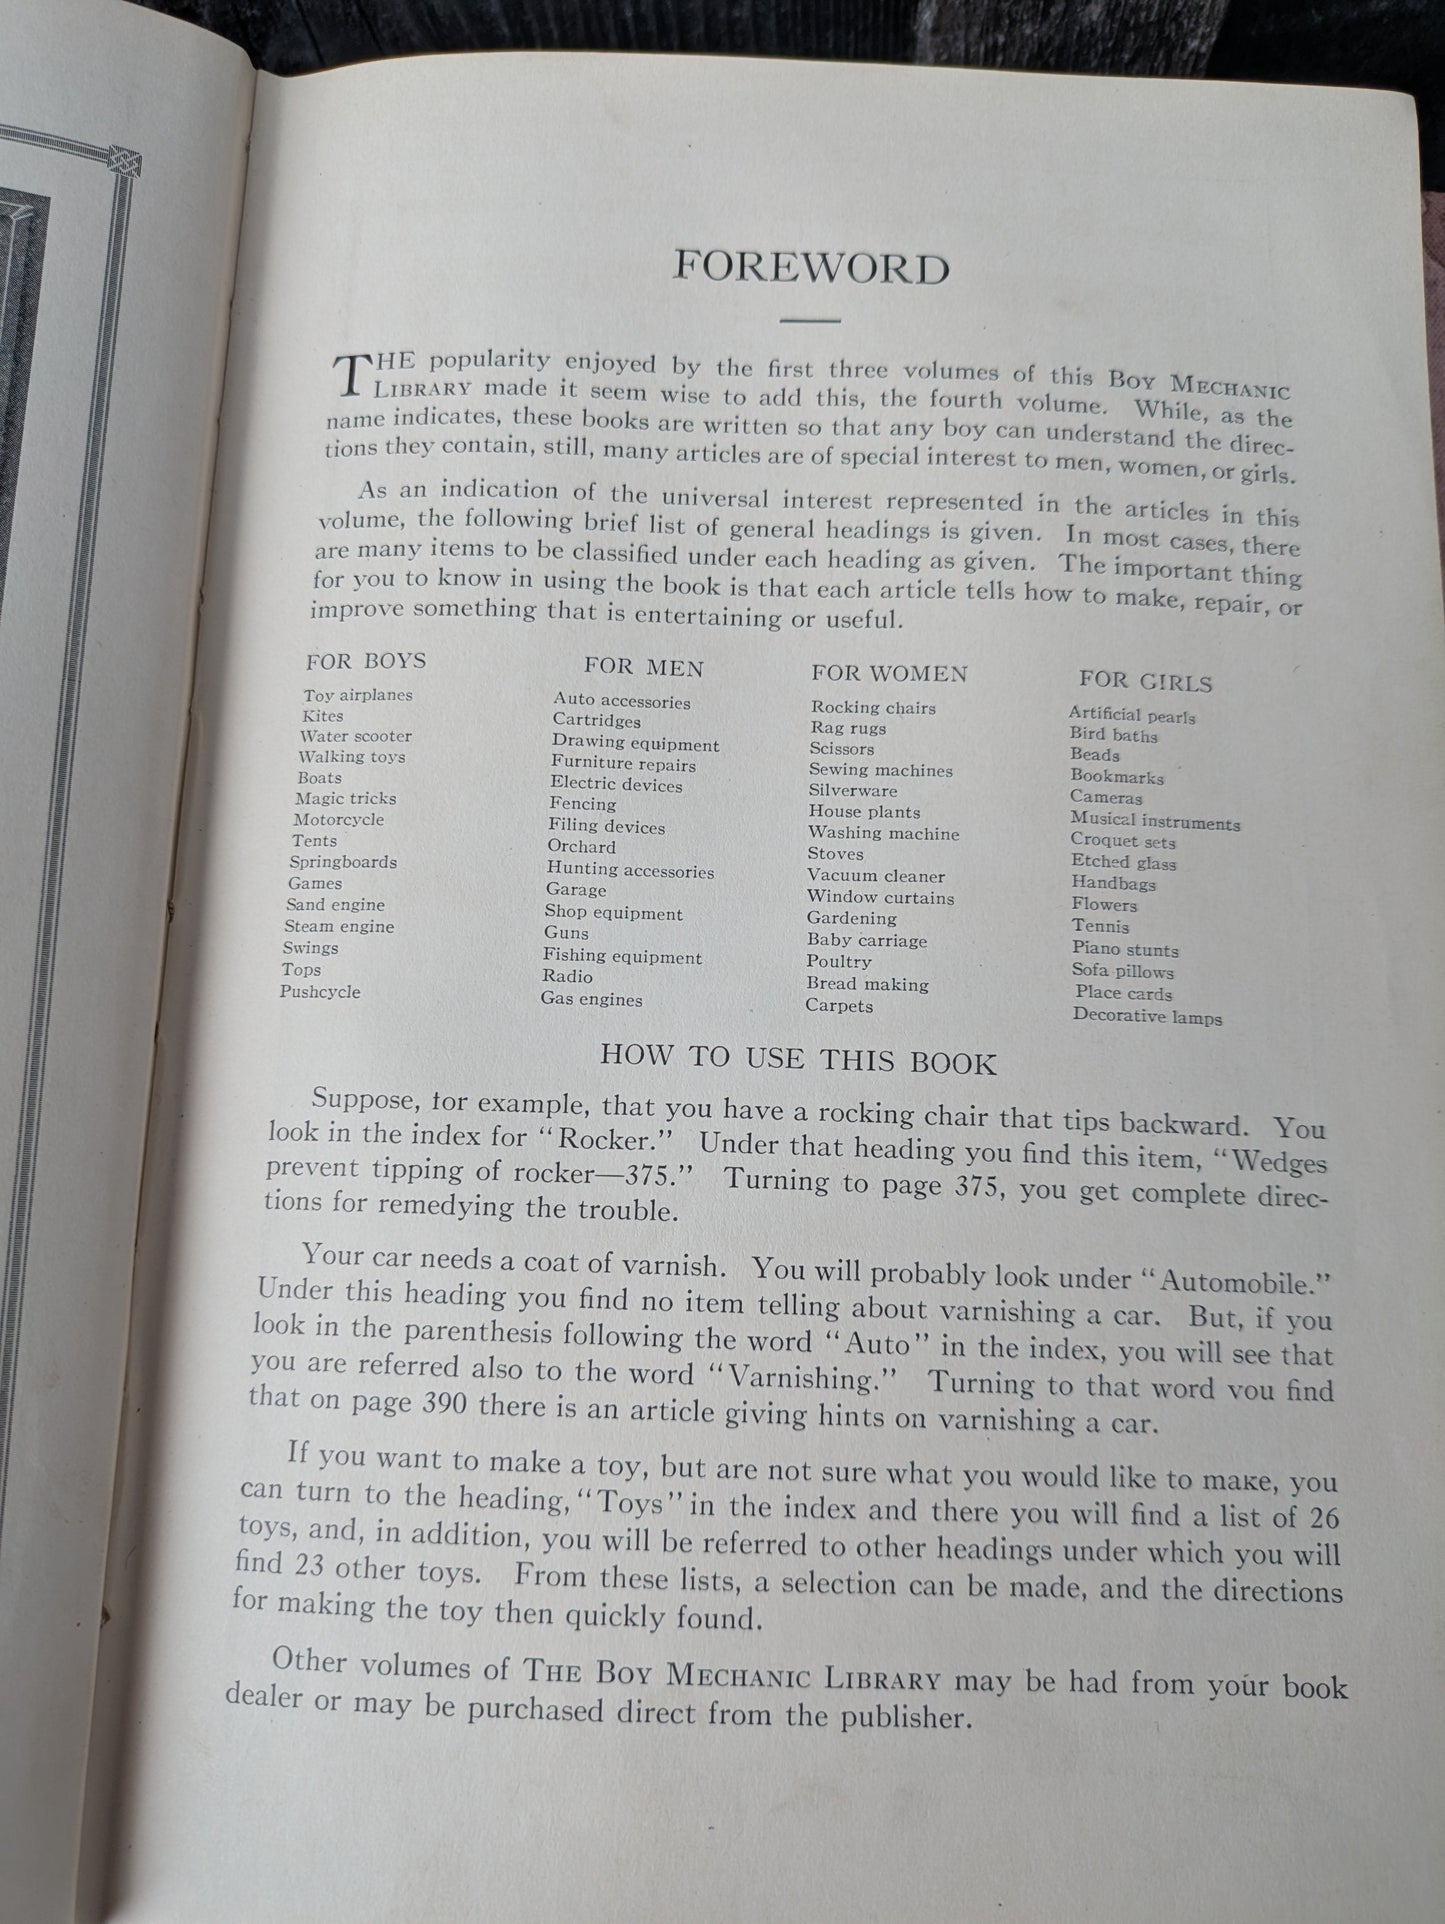 FOREWORD
THE popularity enjoyed by the first three volumes of this BOY MECHANIC
LIBRARY made it seem wise to add this, the fourth volume. While, as the
name indicates, these books are written so that any boy can understand the direc-
tions they contain, still, many articles are of special interest to men, women, or girls.
As an indication of the universal interest represented in the articles in this
volume, the following brief list of general headings is given. In most cases, there
are many items to be classified under each heading as given. The important thing
for you to know in using the book is that each article tells how to make, repair, or
improve something that is entertaining or useful.
FOR BOYS
Toy airplanes
Kites
Water scooter
Walking toys
Boats
Magic tricks
Motorcycle
Tents
Springboards
Games
Sand engine
Steam engine
Swings
Tops
Pushcycle
FOR MEN
Auto accessories
Cartridges
Drawing equipment
Furniture repairs
Electric devices
Fencing
Filing devices
Orchard
Hunting accessories
Garage
Shop equipment
Guns
Fishing equipment
Radio
Gas engines
FOR WOMEN
Rocking chairs
Rag rugs
Scissors
Sewing machines
Silverware
House plants
Washing machine
Stoves
Vacuum cleaner
Window curtains
Gardening
Baby carriage
Poultry
Bread making
Carpets
FOR GIRLS
Artificial pearls
Bird baths
Beads
Bookmarks
Cameras
Musical instruments
Croquet sets
Etched glass
Handbags
Flowers
Tennis
Piano stunts
Sofa pillows
Place cards
Decorative lamps
HOW TO USE THIS BOOK
Suppose, for example, that you have a rocking chair that tips backward. You
look in the index for "Rocker." Under that heading you find this item, "Wedges
prevent tipping of rocker—375." Turning to page 375, you get complete direc-
tions for remedying the trouble.
Your car needs a coat of varnish. You will probably look under "Automobile."
Under this heading you find no item telling about varnishing a car. But, if you
look in the parenthesis following the word "Auto" in the index, you will see that
you are referred also to the word "Varnishing." Turning to that word you find
that on page 390 there is an article giving hints on varnishing a car.
If you want to make a toy, but are not sure what you would like to make, you
can turn to the heading, "Toys" in the index and there you will find a list of 26
toys, and, in addition, you will be referred to other headings under which you will
find 23 other toys. From these lists, a selection can be made, and the directions
for making the toy then quickly found.
Other volumes of THE BOY MECHANIC LIBRARY may be had from your book
dealer or may be purchased direct from the publisher.